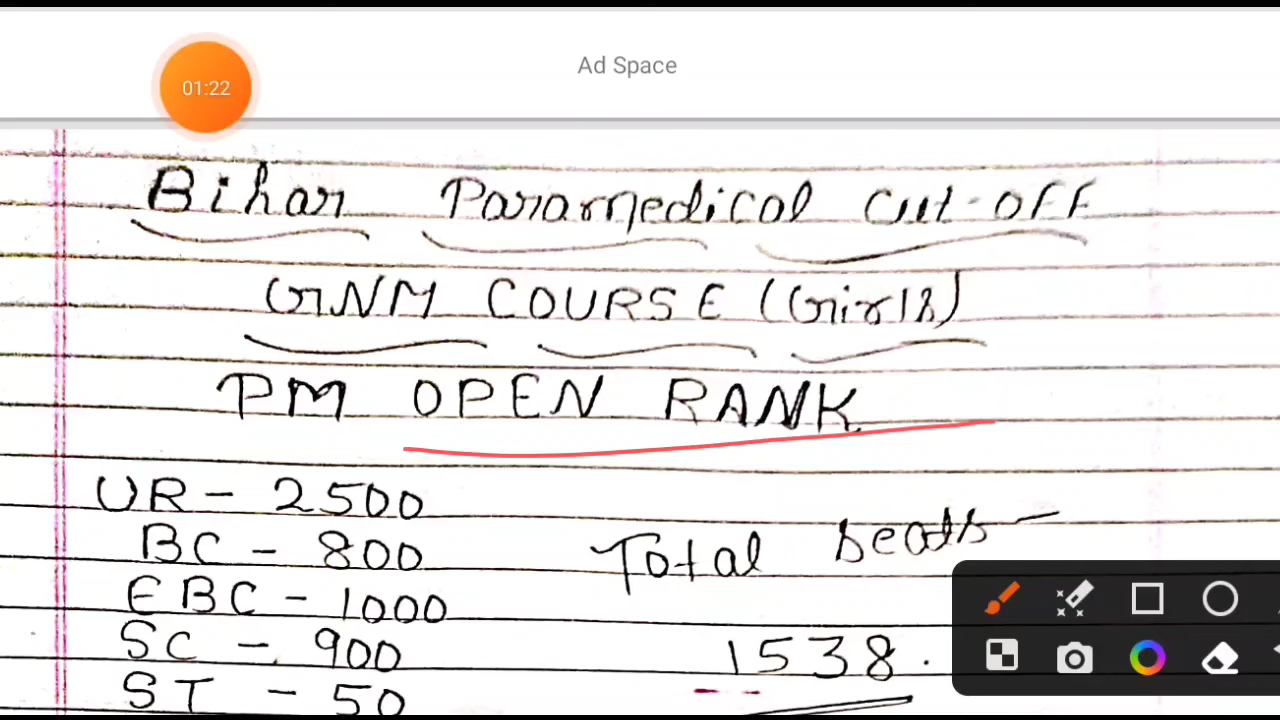 Ad Space
01:22
Bihar Paramedical Cut-OFF
GNM COURSE (Girls)
PM OPEN RANK
UR - 2500
BC - 800
EBC - 1000
SC - 900
ST - 50
Total Seats -
1538.